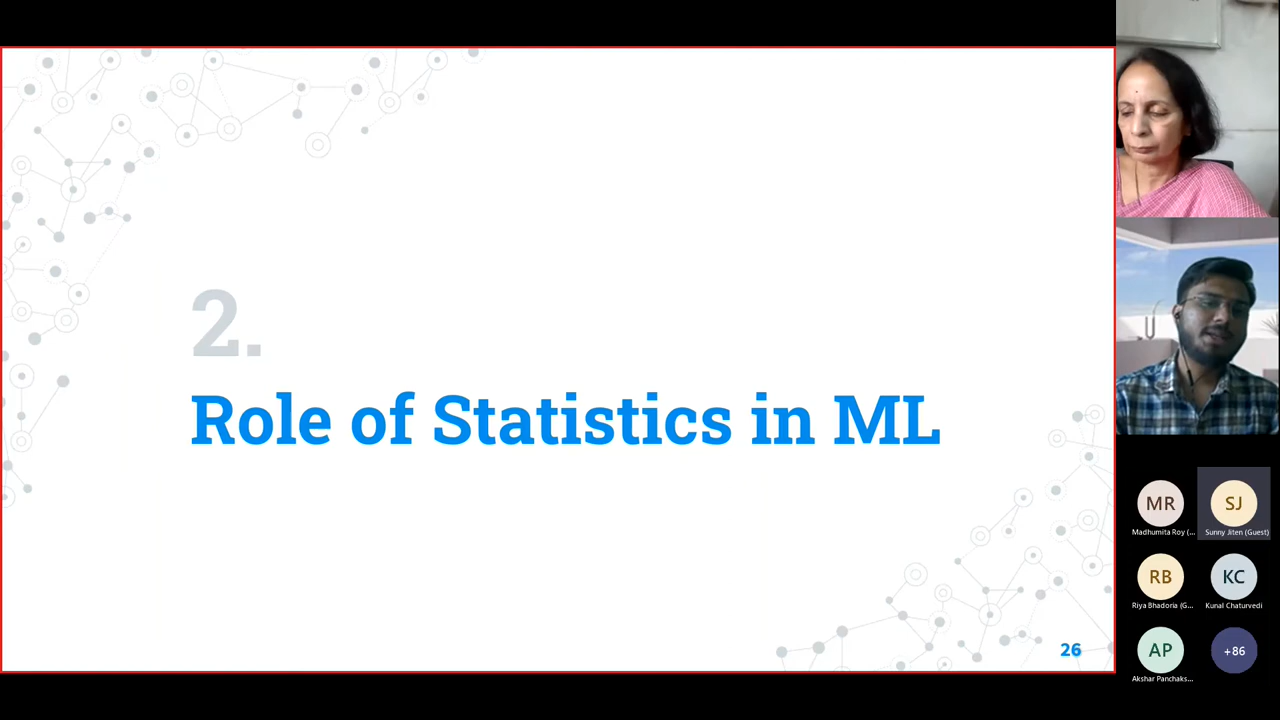 2.
Role of Statistics in ML
26
MR
Madhumita Roy (...
SJ
Sunny Jiten (Guest)
RB
Riya Bhadoria (G...
KC
Kunal Chaturvedi
AP
Akshar Panchaks...
+86